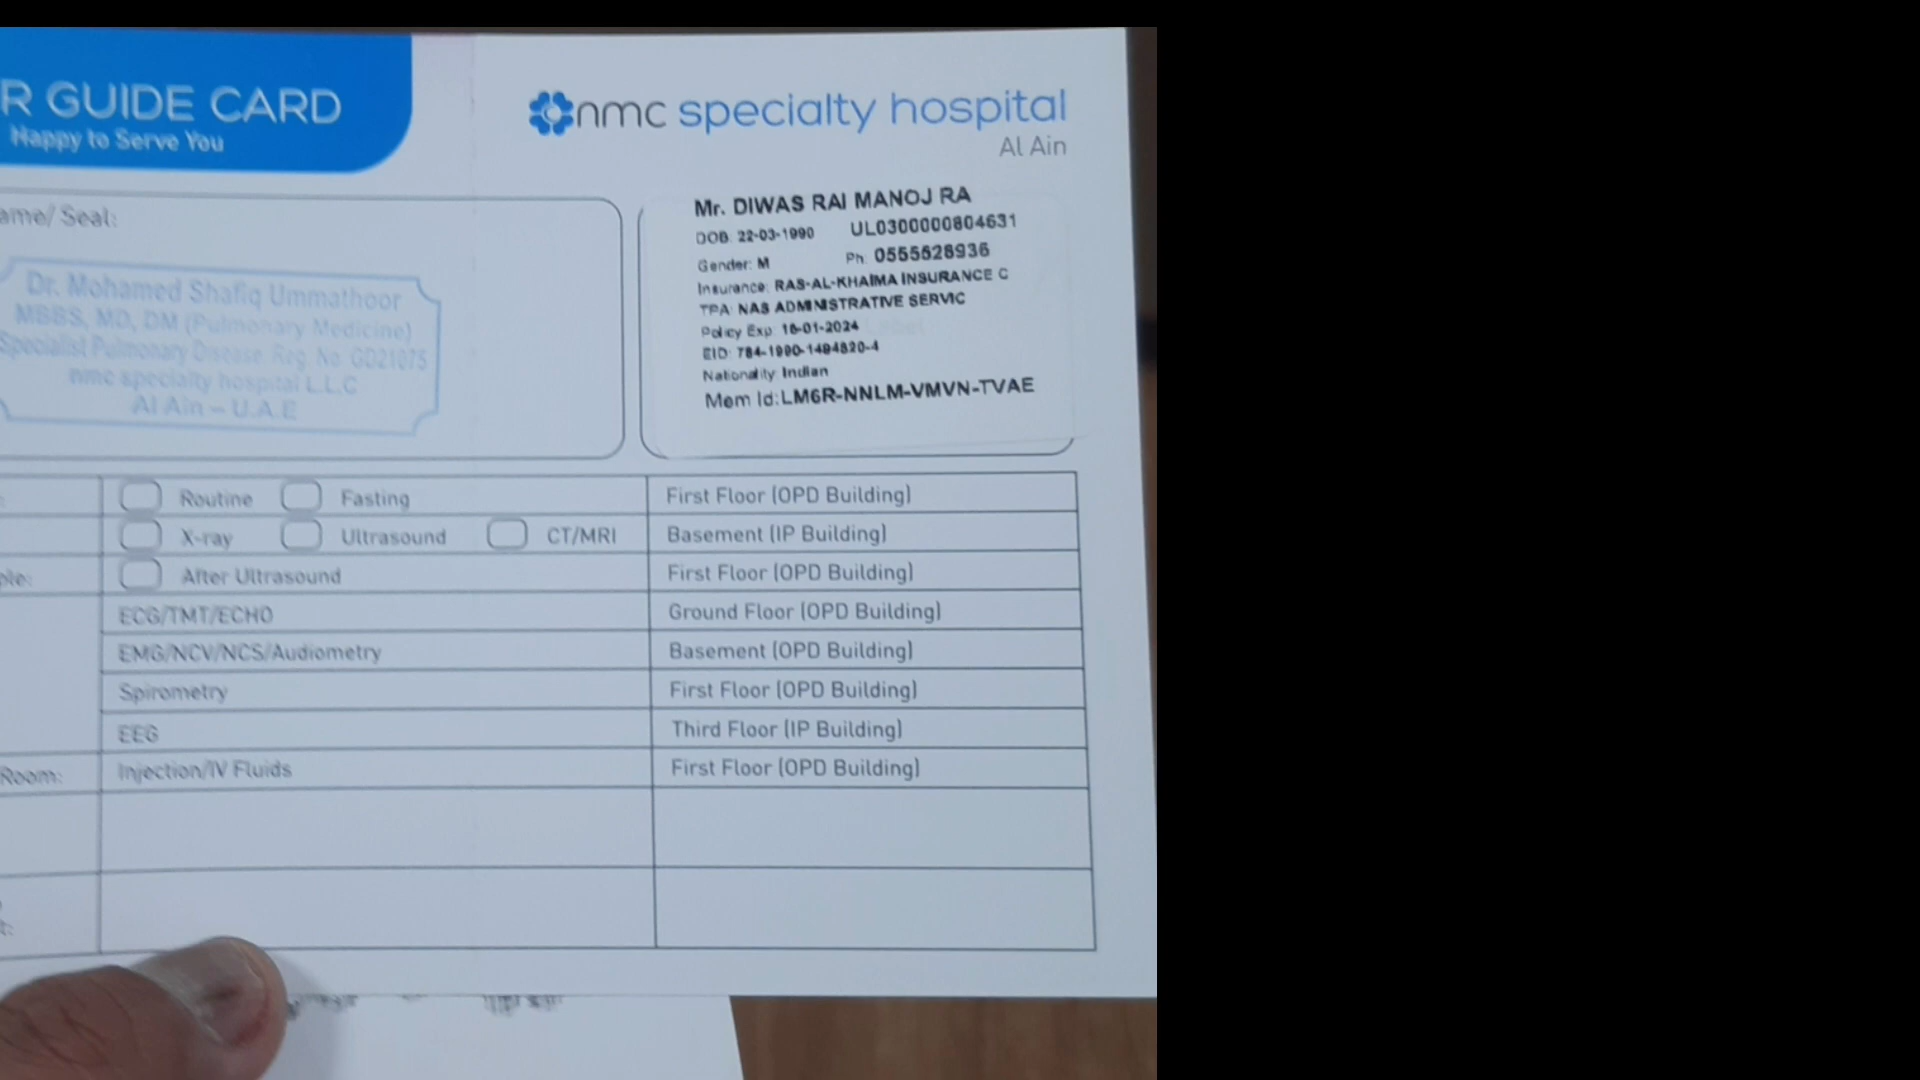 R GUIDE CARD
Happy to Serve You
nmc specialty hospital
Al Ain
ame/ Seal:
Dr. Mohamed Shafiq Ummathoor
MBBS, MD, DM (Pulmonary Medicine)
Specialist Pulmonary Disease. Reg. No. GD21075
nmc specialty hospital L.L.C
Al Ain – U.A.E
Mr. DIWAS RAI MANOJ RA
DOB: 22-03-1990 UL0300000804631
Gender: M Ph: 0555528936
Insurance: RAS-AL-KHAIMA INSURANCE C
TPA: NAS ADMINISTRATIVE SERVIC
Policy Exp: 16-01-2024
EID: 784-1990-1494820-4
Nationality: Indian
Mem Id:LM6R-NNLM-VMVN-TVAE
Routine Fasting First Floor (OPD Building)
X-ray Ultrasound CT/MRI Basement (IP Building)
ple: After Ultrasound First Floor (OPD Building)
ECG/TMT/ECHO Ground Floor (OPD Building)
EMG/NCV/NCS/Audiometry Basement (OPD Building)
Spirometry First Floor (OPD Building)
EEG Third Floor (IP Building)
Room: Injection/IV Fluids First Floor (OPD Building)
t: